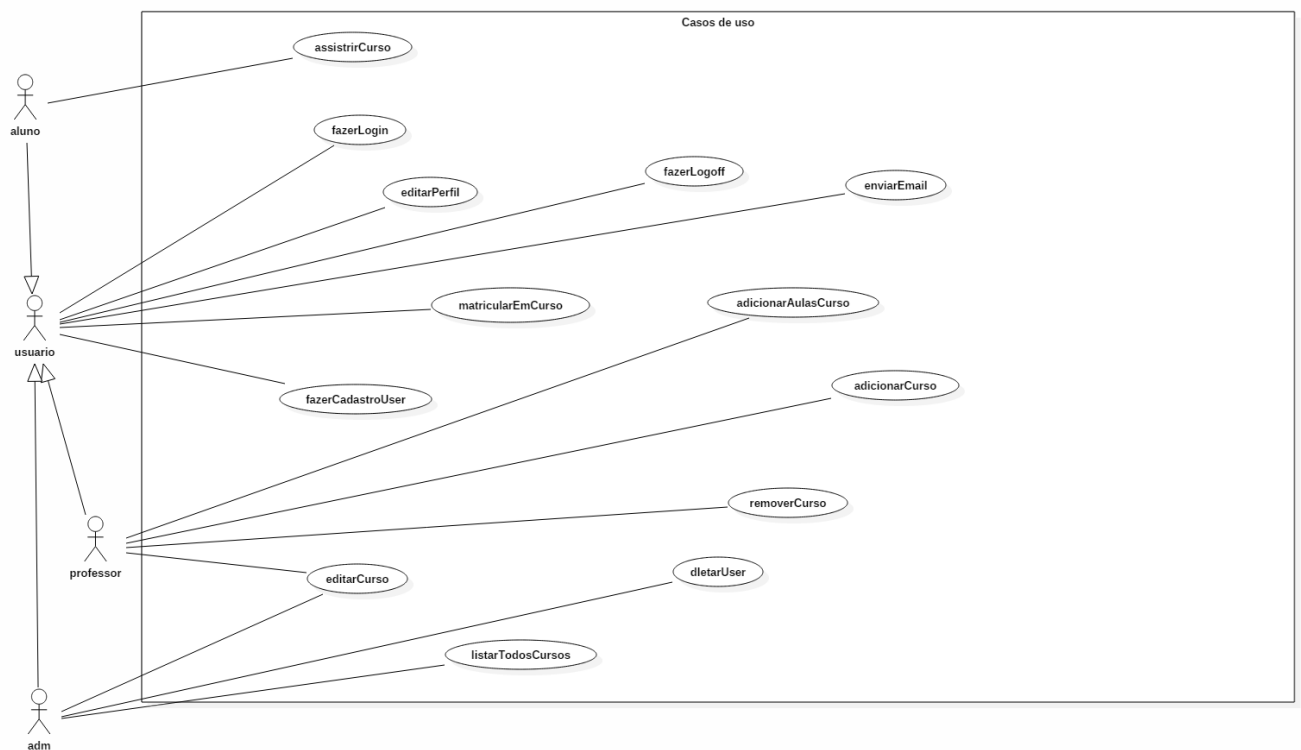 Casos de uso
assistrirCurso
aluno
fazerLogin
fazerLogoff
enviarEmail
editarPerfil
matricularEmCurso
adicionarAulasCurso
usuario
adicionarCurso
fazerCadastroUser
removerCurso
professor
editarCurso
dletarUser
listarTodosCursos
adm